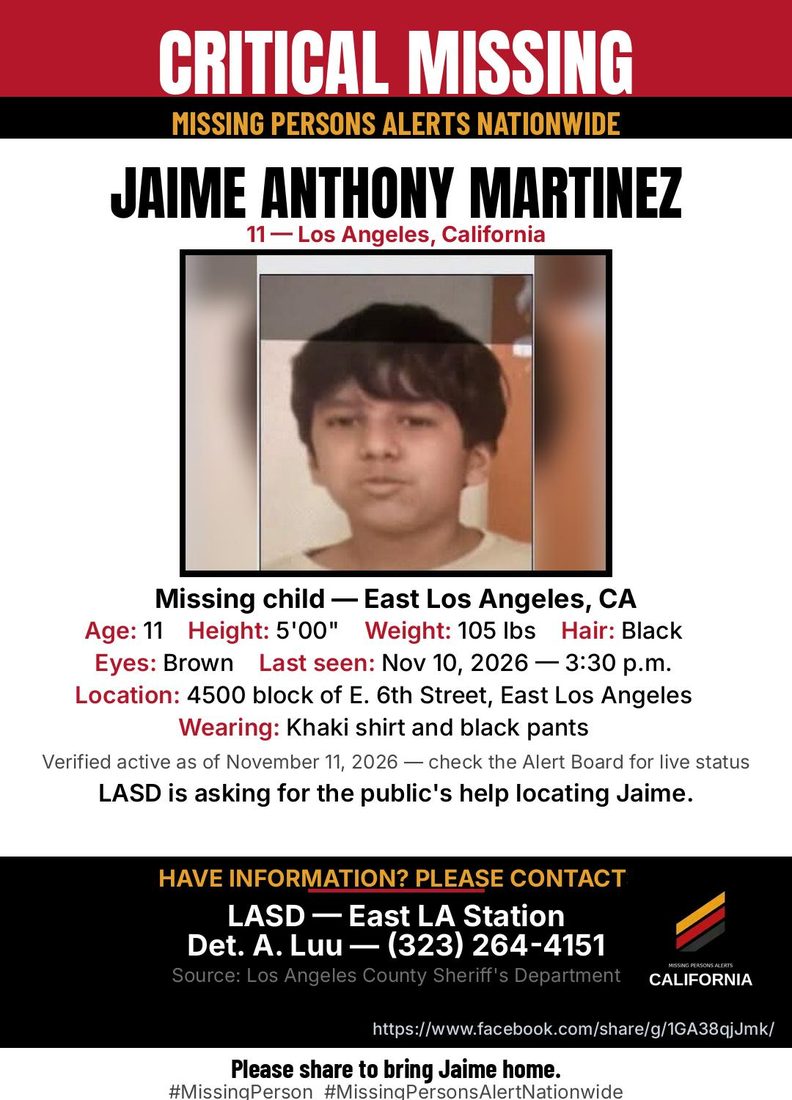 CRITICAL MISSING
MISSING PERSONS ALERTS NATIONWIDE
JAIME ANTHONY MARTINEZ
11 — Los Angeles, California
Missing child — East Los Angeles, CA
Age: 11 Height: 5'00" Weight: 105 lbs Hair: Black
Eyes: Brown Last seen: Nov 10, 2026 — 3:30 p.m.
Location: 4500 block of E. 6th Street, East Los Angeles
Wearing: Khaki shirt and black pants
Verified active as of November 11, 2026 — check the Alert Board for live status
LASD is asking for the public's help locating Jaime.
HAVE INFORMATION? PLEASE CONTACT
LASD — East LA Station
Det. A. Luu — (323) 264-4151
Source: Los Angeles County Sheriff's Department
MISSING PERSONS ALERTS
CALIFORNIA
https://www.facebook.com/share/g/1GA38qjJmk/
Please share to bring Jaime home.
#MissingPerson #MissingPersonsAlertNationwide